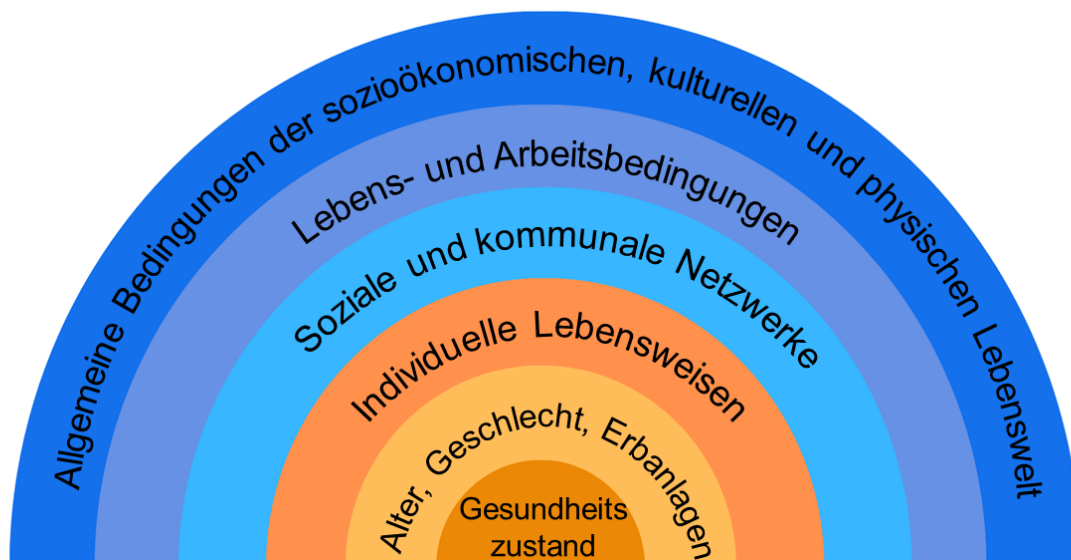 Allgemeine Bedingungen der sozioökonomischen, kulturellen und physischen Lebenswelt
Lebens- und Arbeitsbedingungen
Soziale und kommunale Netzwerke
Individuelle Lebensweisen
Alter, Geschlecht, Erbanlagen
Gesundheits
zustand